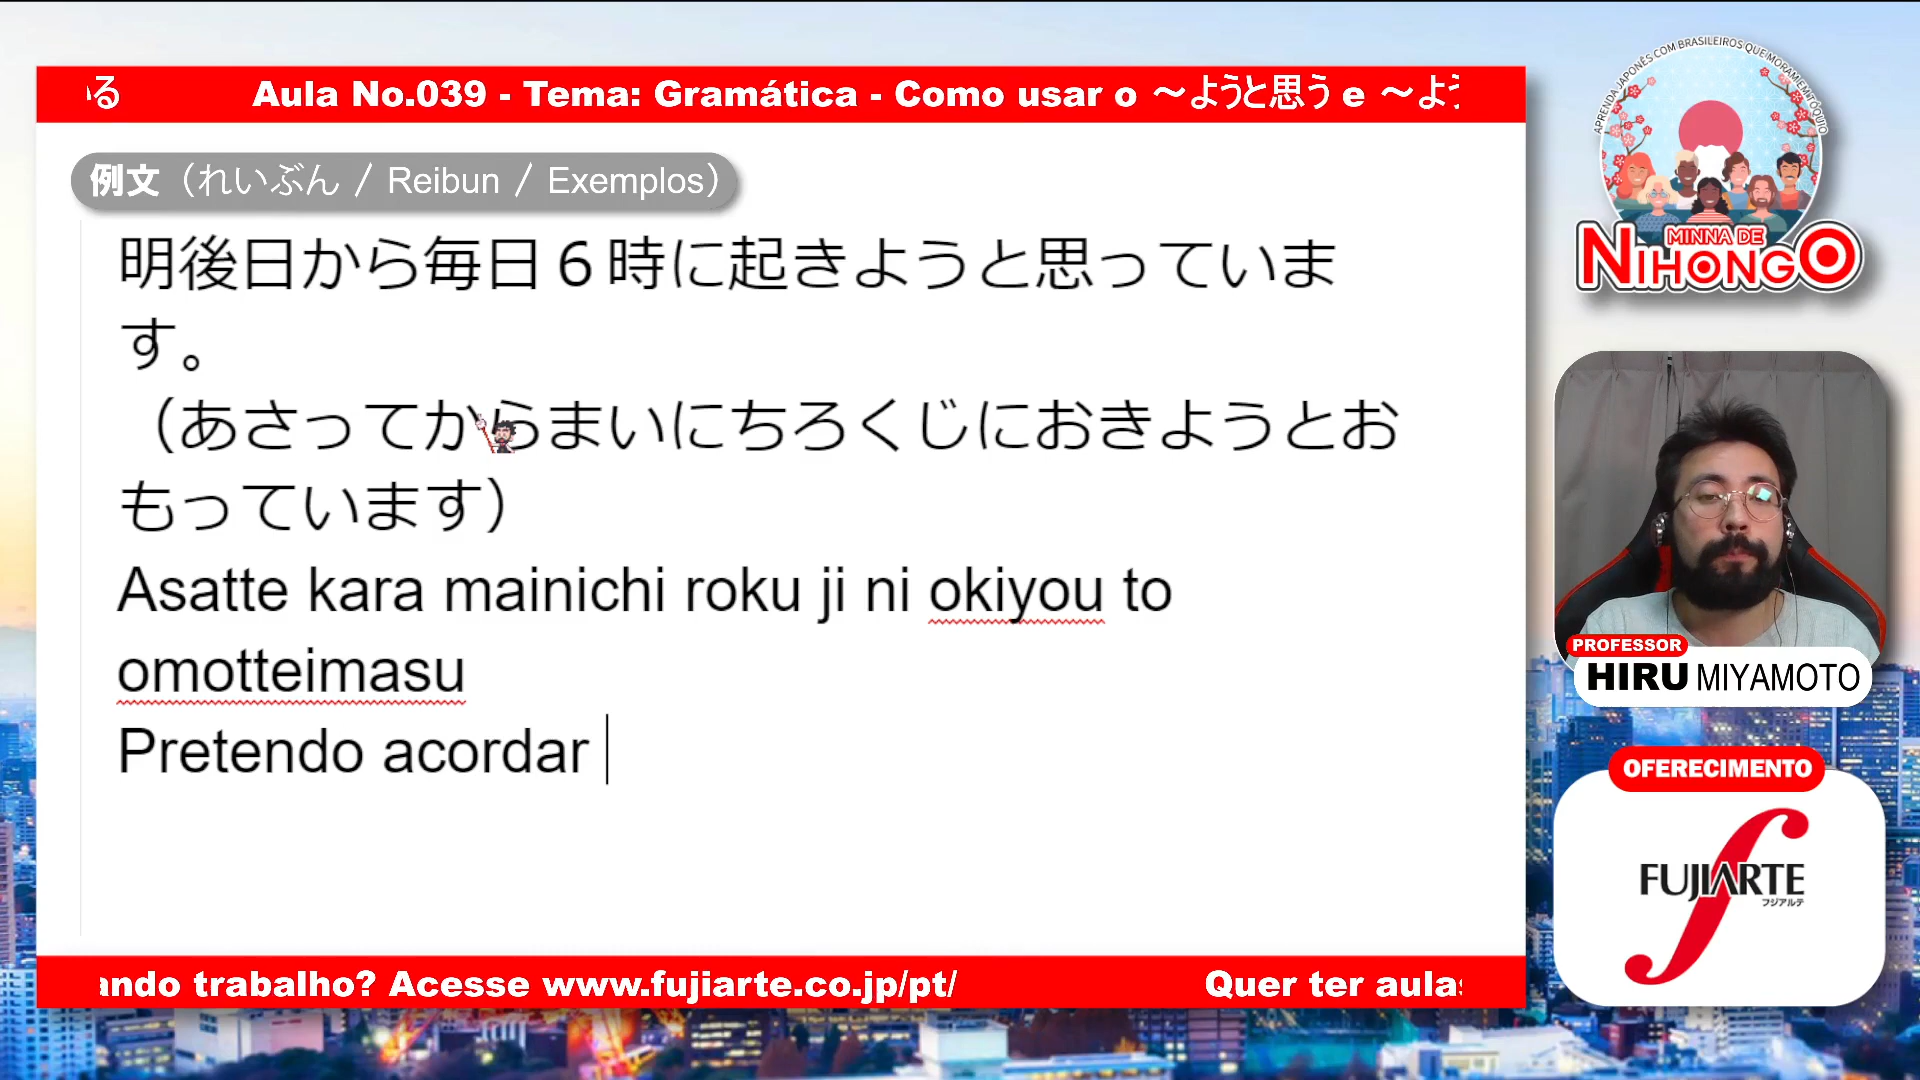 る Aula No.039 - Tema: Gramática - Como usar o ～ようと思う e ～よう
例文（れいぶん / Reibun / Exemplos）
明後日から毎日６時に起きようと思っていま
す。
（あさってからまいにちろくじにおきようとお
もっています）
Asatte kara mainichi roku ji ni okiyou to
omotteimasu
Pretendo acordar
ando trabalho? Acesse www.fujiarte.co.jp/pt/ Quer ter aulas
APRENDA JAPONÊS COM BRASILEIROS QUE MORAM EM TÓQUIO
MINNA DE
NIHONGO
PROFESSOR
HIRU MIYAMOTO
OFERECIMENTO
FUJIARTE
フジアルテ